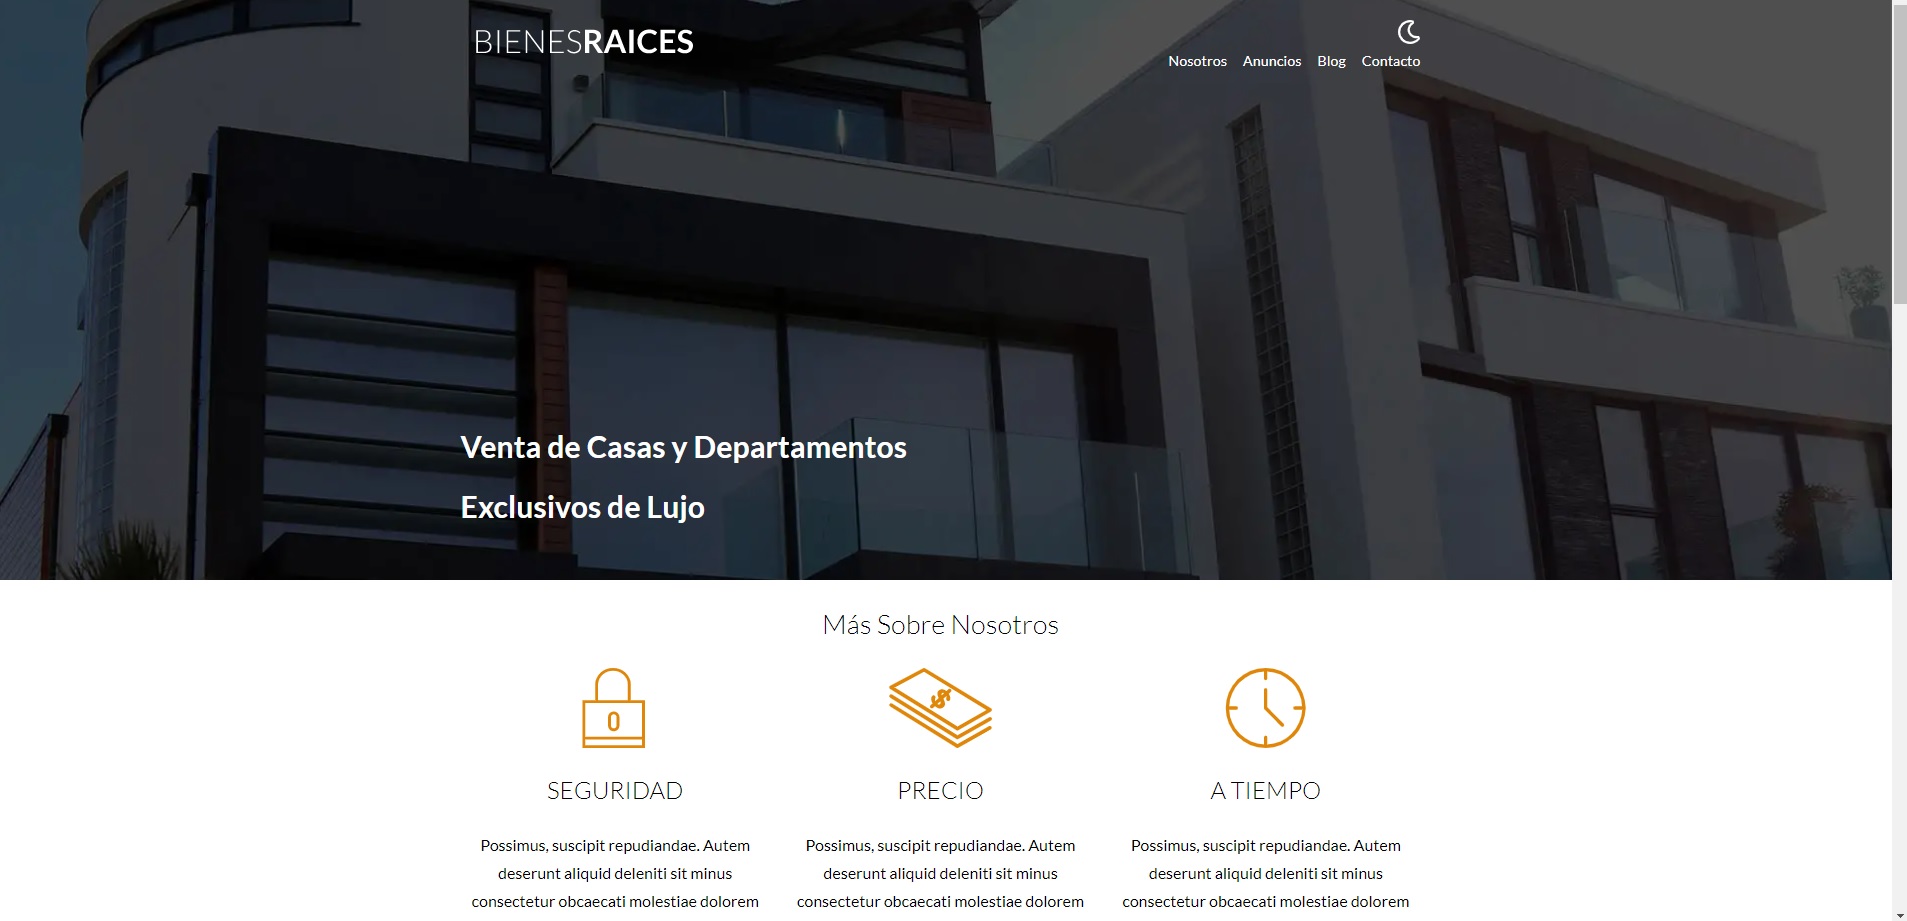 BIENESRAICES
Nosotros Anuncios Blog Contacto
Venta de Casas y Departamentos
Exclusivos de Lujo
Más Sobre Nosotros
0
$
SEGURIDAD
Possimus, suscipit repudiandae. Autem
deserunt aliquid deleniti sit minus
consectetur obcaecati molestiae dolorem
PRECIO
Possimus, suscipit repudiandae. Autem
deserunt aliquid deleniti sit minus
consectetur obcaecati molestiae dolorem
A TIEMPO
Possimus, suscipit repudiandae. Autem
deserunt aliquid deleniti sit minus
consectetur obcaecati molestiae dolorem